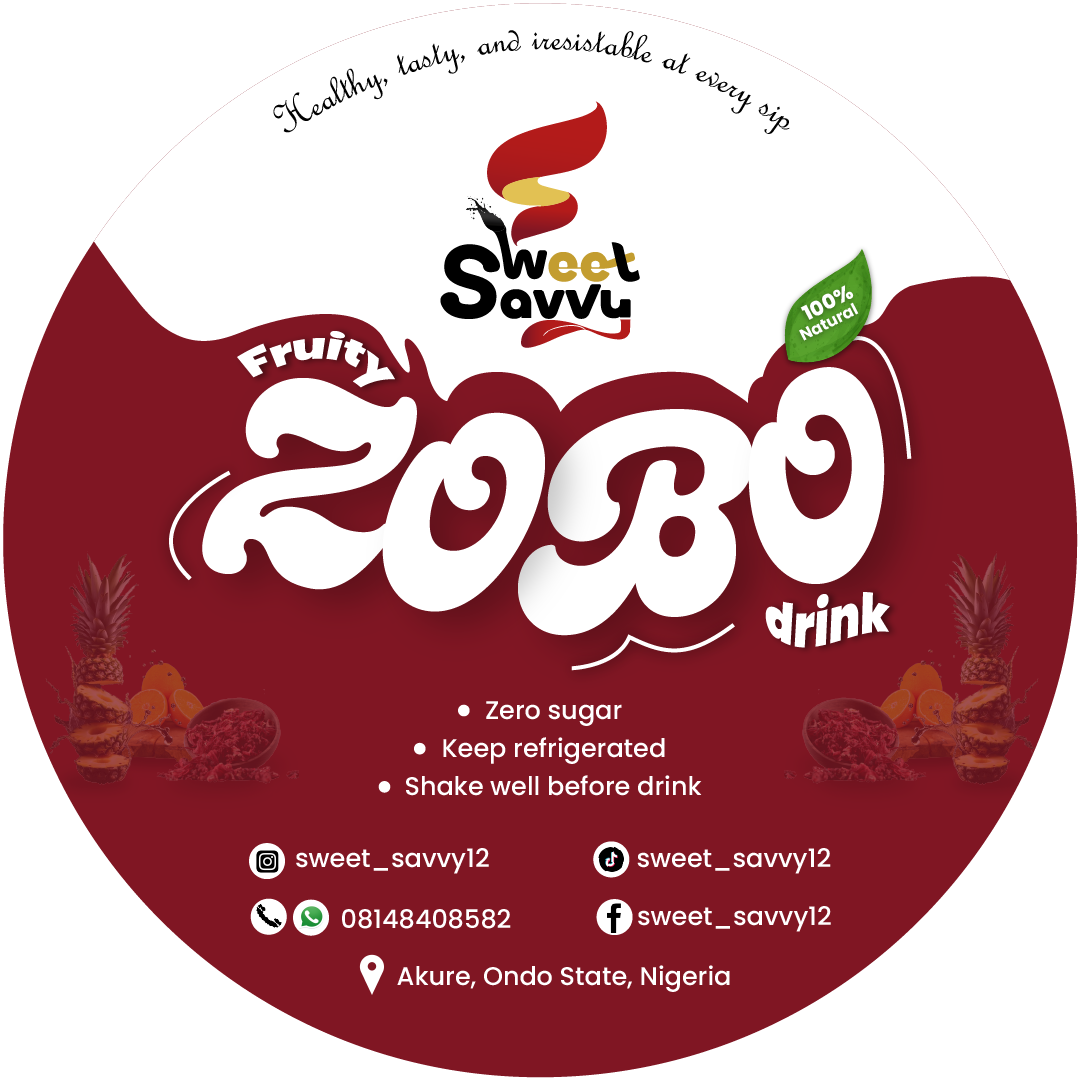 Healthy, tasty, and iresistable at every sip
Sweet
Savvy
100%
Natural
Fruity
ZOBO
drink
• Zero sugar
• Keep refrigerated
• Shake well before drink
sweet_savvy12
sweet_savvy12
08148408582
sweet_savvy12
Akure, Ondo State, Nigeria